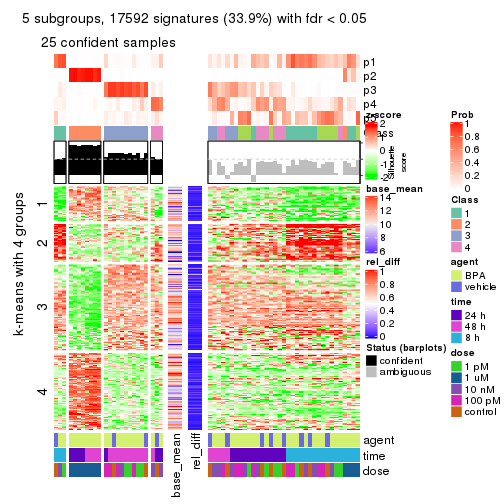 5 subgroups, 17592 signatures (33.9%) with fdr < 0.05
25 confident samples
p1
p2
p3
p4
k-means with 4 groups
1
2
3
4
base_mean
rel_diff
agent
time
dose
z-score
2
1
0
-1
-2
Silhouette
score
base_mean
14
12
10
8
6
rel_diff
1
0.8
0.6
0.4
0.2
0
Status (barplots)
confident
ambiguous
Prob
1
0.8
0.6
0.4
0.2
0
Class
1
2
3
4
agent
BPA
vehicle
time
24 h
48 h
8 h
dose
1 pM
1 uM
10 nM
100 pM
control